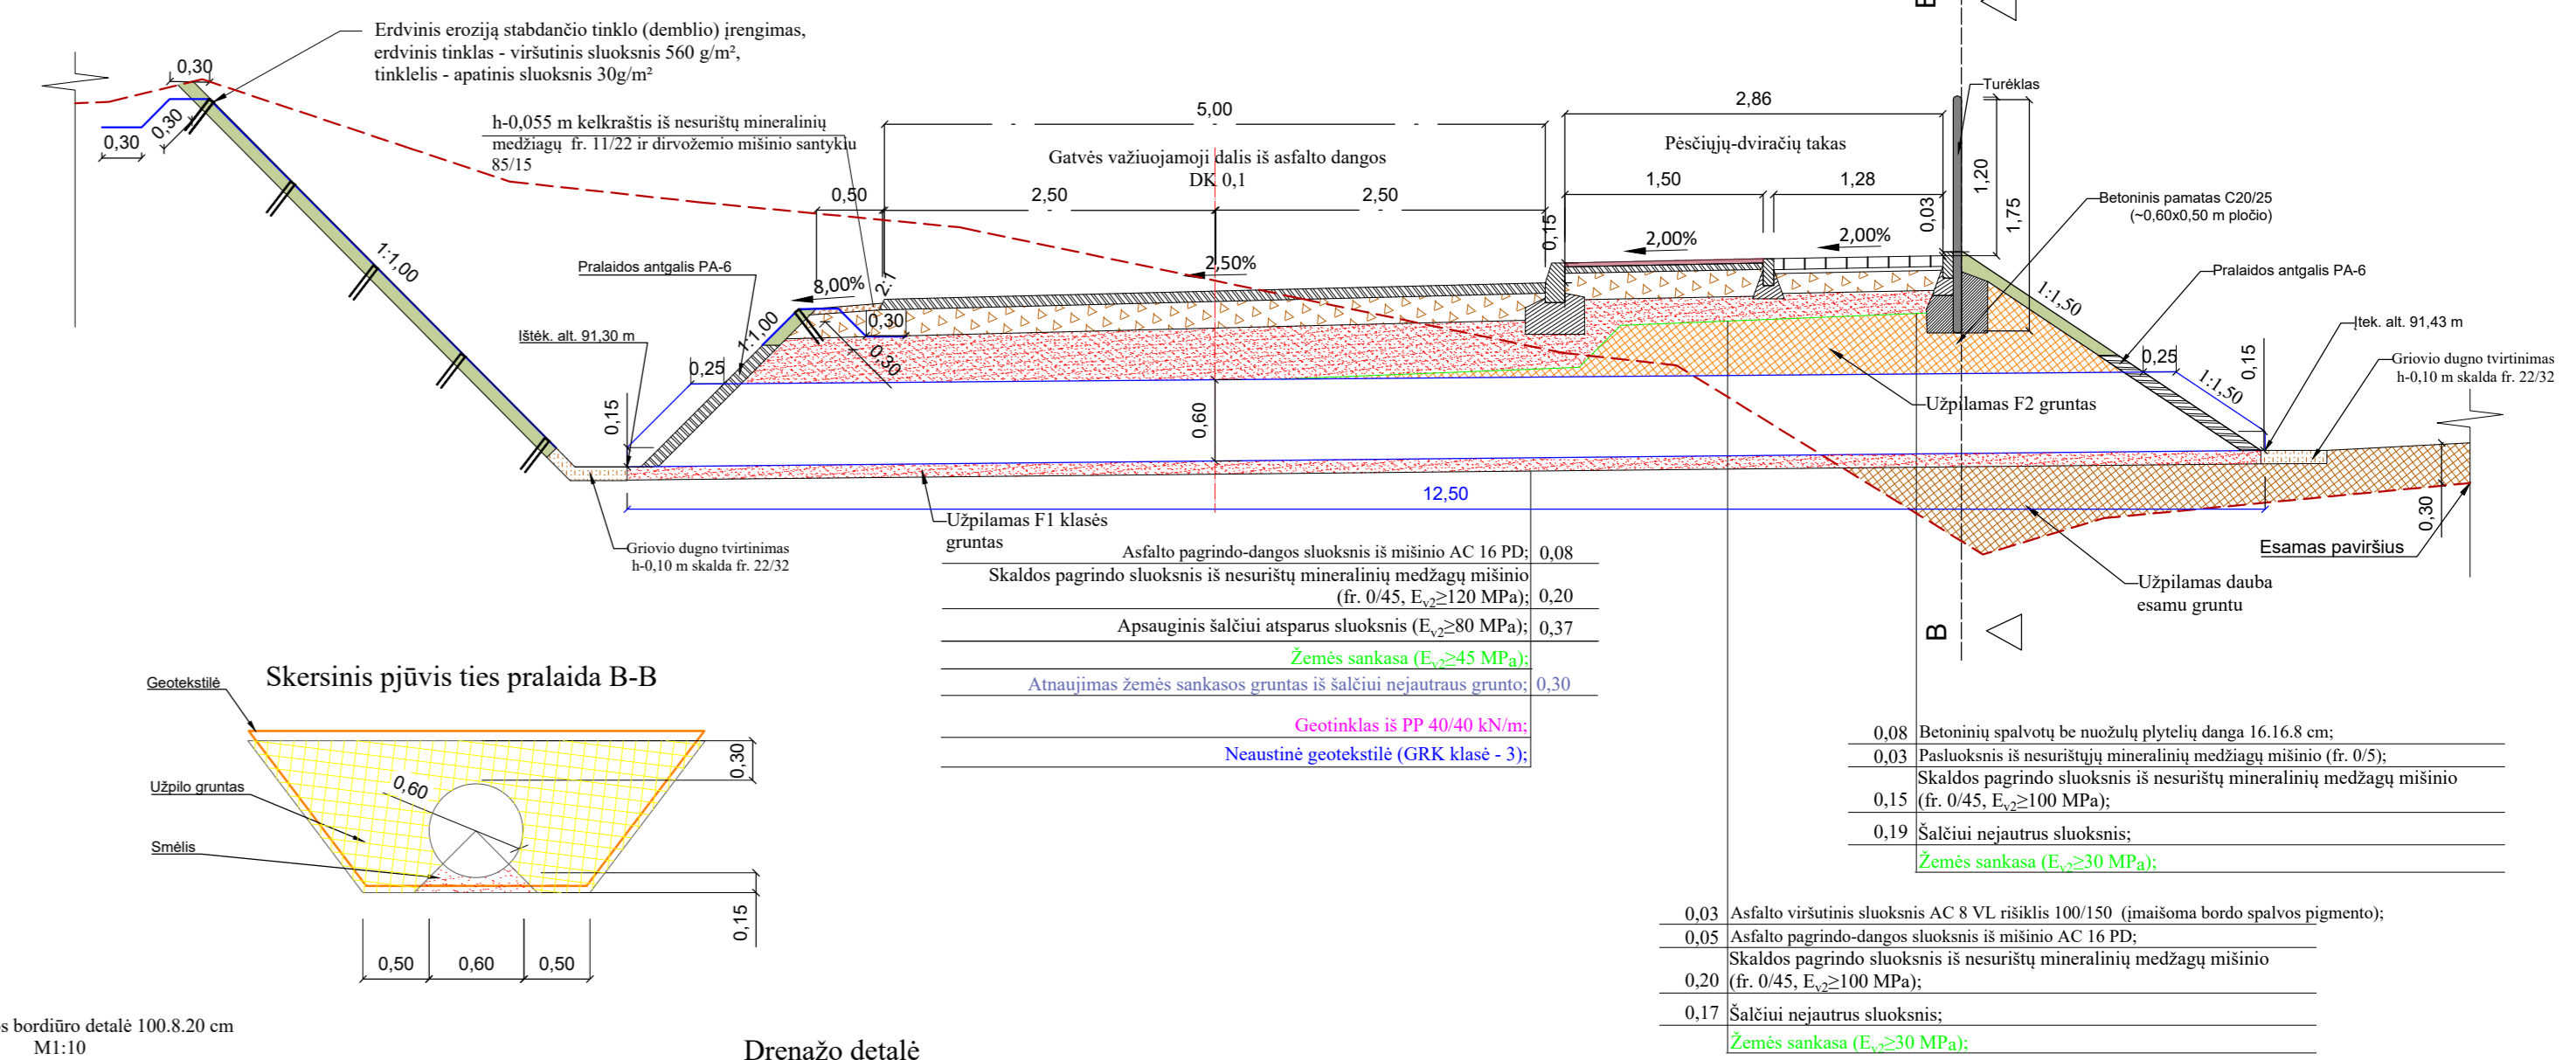 B
Erdvinis eroziją stabdančio tinklo (demblio) įrengimas,
erdvinis tinklas - viršutinis sluoksnis 560 g/m²,
tinklelis - apatinis sluoksnis 30g/m²
0,30
0,30
0,30
1:1,00
h-0,055 m kelkraštis iš nesurištų mineralinių
medžiagų fr. 11/22 ir dirvožemio mišinio santykiu
85/15
5,00
Gatvės važiuojamoji dalis iš asfalto dangos
DK 0,1
0,50
2,50
2,50
2,86
Pėsčiųjų-dviračių takas
1,50
1,28
0,15
0,03
Turėklas
1,20
1,75
Betoninis pamatas C20/25
(~0,60x0,50 m pločio)
2,00%
2,00%
2,50%
8,00%
2:1
Pralaidos antgalis PA-6
Pralaidos antgalis PA-6
1:1,00
0,30
0,30
1:1,50
Ištėk. alt. 91,30 m
Įtek. alt. 91,43 m
0,25
0,25
0,15
0,15
1:1,50
0,60
Griovio dugno tvirtinimas
h-0,10 m skalda fr. 22/32
Užpilamas F2 gruntas
12,50
0,30
Užpilamas F1 klasės
gruntas
Griovio dugno tvirtinimas
h-0,10 m skalda fr. 22/32
Esamas paviršius
Užpilamas dauba
esamu gruntu
B
Asfalto pagrindo-dangos sluoksnis iš mišinio AC 16 PD; 0,08
Skaldos pagrindo sluoksnis iš nesurištų mineralinių medžagų mišinio
(fr. 0/45, Ev2≥120 MPa); 0,20
Apsauginis šalčiui atsparus sluoksnis (Ev2≥80 MPa); 0,37
Žemės sankasa (Ev2≥45 MPa);
Atnaujimas žemės sankasos gruntas iš šalčiui nejautraus grunto; 0,30
Geotinklas iš PP 40/40 kN/m;
Neaustinė geotekstilė (GRK klasė - 3);
Skersinis pjūvis ties pralaida B-B
Geotekstilė
Užpilo gruntas
Smėlis
0,60
0,30
0,15
0,50
0,60
0,50
0,08 Betoninių spalvotų be nuožulų plytelių danga 16.16.8 cm;
0,03 Pasluoksnis iš nesurištųjų mineralinių medžiagų mišinio (fr. 0/5);
Skaldos pagrindo sluoksnis iš nesurištų mineralinių medžagų mišinio
0,15 (fr. 0/45, Ev2≥100 MPa);
0,19 Šalčiui nejautrus sluoksnis;
Žemės sankasa (Ev2≥30 MPa);
0,03 Asfalto viršutinis sluoksnis AC 8 VL rišiklis 100/150 (įmaišoma bordo spalvos pigmento);
0,05 Asfalto pagrindo-dangos sluoksnis iš mišinio AC 16 PD;
Skaldos pagrindo sluoksnis iš nesurištų mineralinių medžagų mišinio
0,20 (fr. 0/45, Ev2≥100 MPa);
0,17 Šalčiui nejautrus sluoksnis;
Žemės sankasa (Ev2≥30 MPa);
bordiūro detalė 100.8.20 cm
M1:10
Drenažo detalė